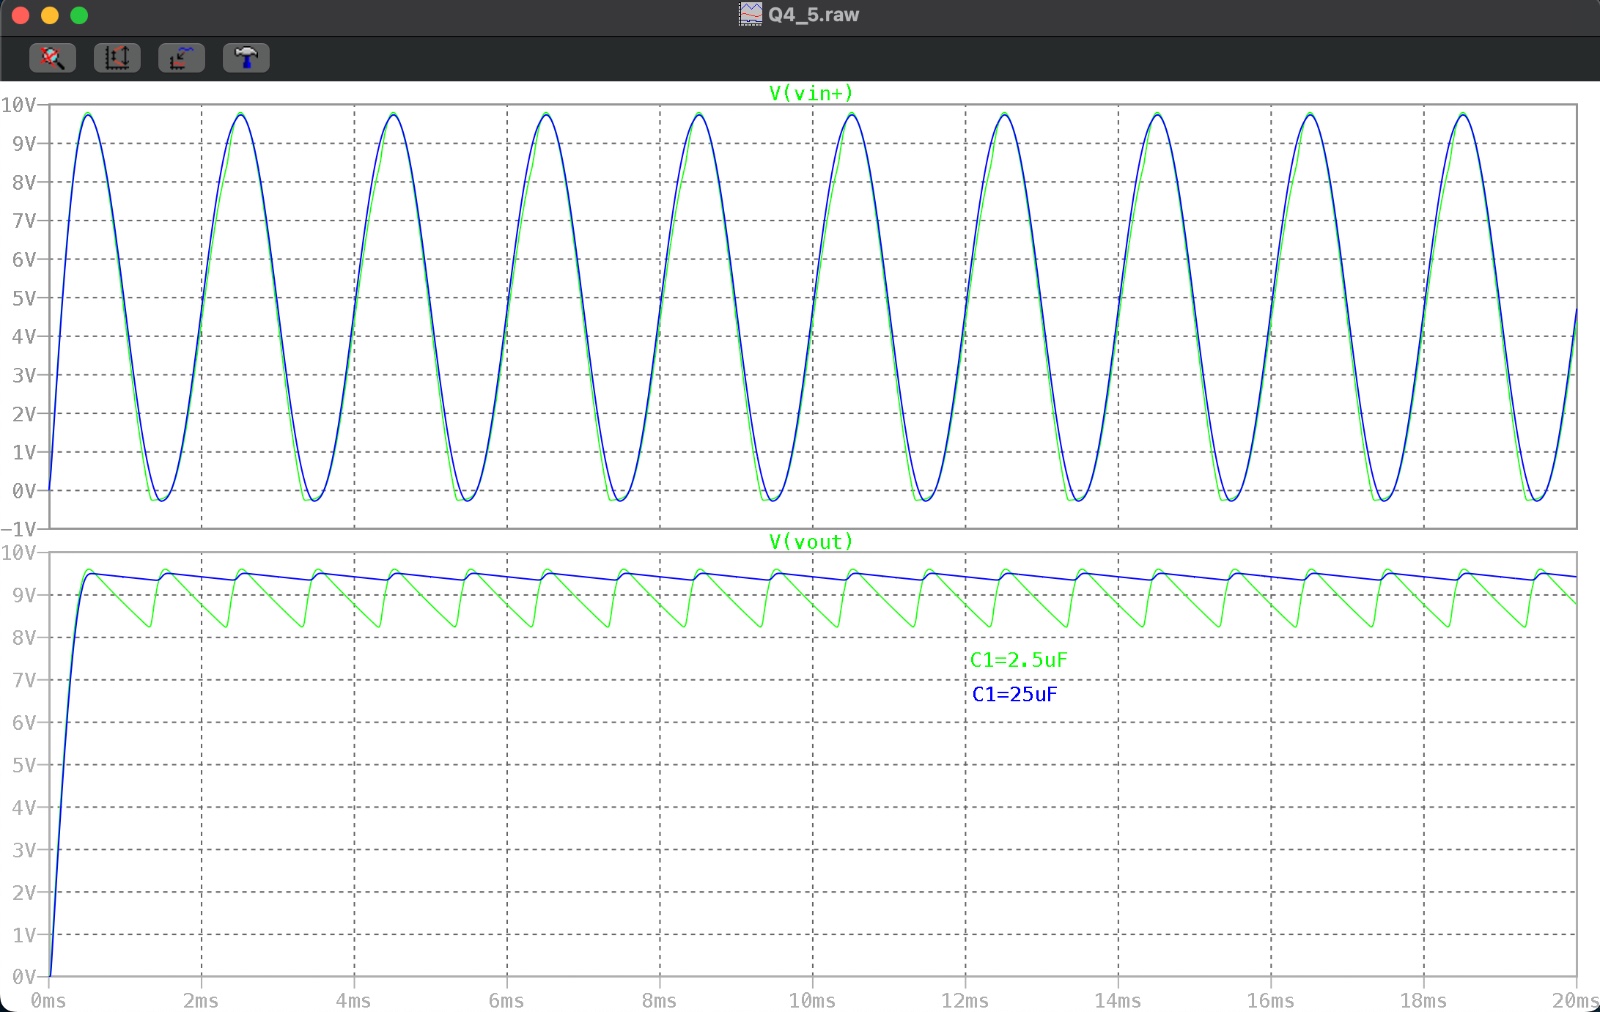 Q4_5.raw
V(vin+)
10V
9V
8V
7V
6V
5V
4V
3V
2V
1V
0V
-1V
V(vout)
10V
9V
8V
7V
6V
5V
4V
3V
2V
1V
0V
C1=2.5uF
C1=25uF
0ms 2ms 4ms 6ms 8ms 10ms 12ms 14ms 16ms 18ms 20ms